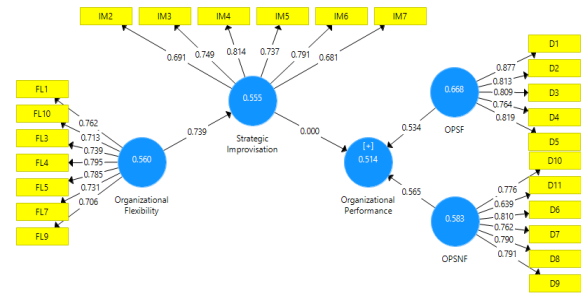 IM2
IM3
IM4
IM5
IM6
IM7
0.691
0.749
0.814
0.737
0.791
0.681
0.555
Strategic
Improvisation
FL1
FL10
FL3
FL4
FL5
FL7
FL9
0.762
0.713
0.739
0.795
0.785
0.731
0.706
0.560
Organizational
Flexibility
0.739
0.000
[+]
0.514
Organizational
Performance
0.534
0.565
0.668
OPSF
0.877
0.813
0.809
0.764
0.819
D1
D2
D3
D4
D5
0.583
OPSNF
0.776
0.639
0.810
0.762
0.790
0.791
D10
D11
D6
D7
D8
D9